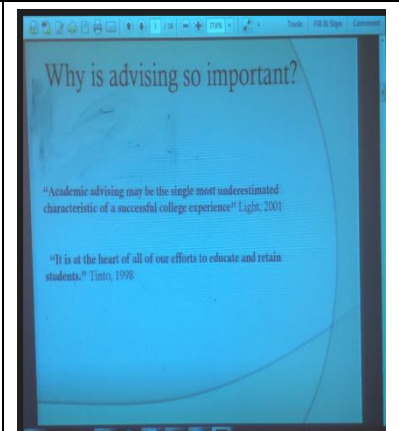 Tools Fill & Sign Comment
Why is advising so important?
“Academic advising may be the single most underestimated
characteristic of a successful college experience” Light, 2001
“It is at the heart of all of our efforts to educate and retain
students.” Tinto, 1998